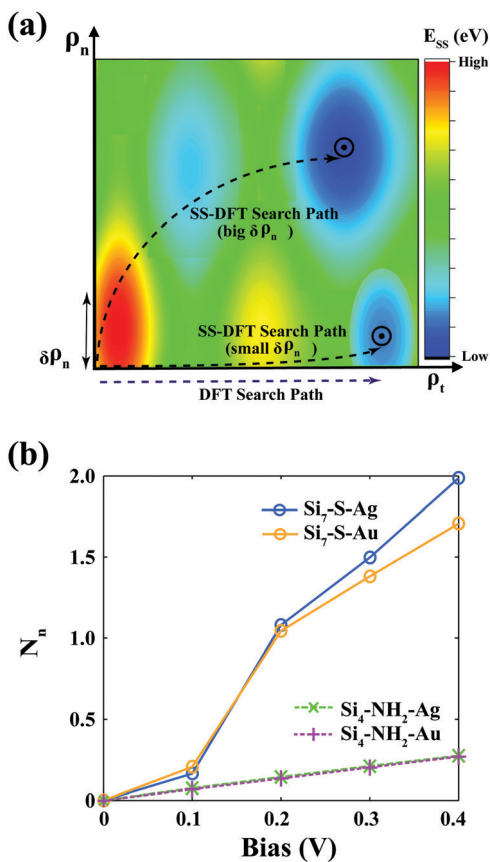 (a)
ρn
E_SS (eV)
High
SS-DFT Search Path
(big δρn )
SS-DFT Search Path
(small δρn )
δρn
Low
ρt
DFT Search Path
(b)
2.0
Si7-S-Ag
Si7-S-Au
1.5
Nn
1.0
0.5
Si4-NH2-Ag
Si4-NH2-Au
0
0 0.1 0.2 0.3 0.4
Bias (V)